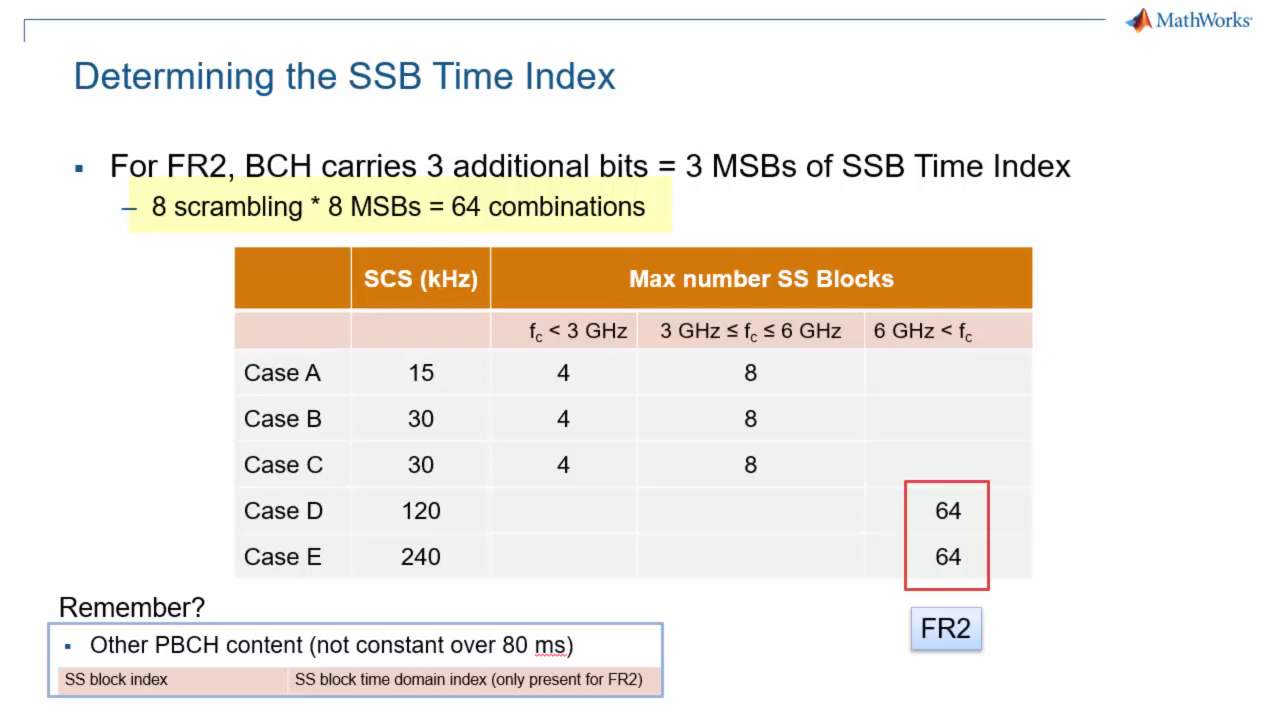 MathWorks
Determining the SSB Time Index
▪ For FR2, BCH carries 3 additional bits = 3 MSBs of SSB Time Index
– 8 scrambling * 8 MSBs = 64 combinations
SCS (kHz) Max number SS Blocks
fc < 3 GHz 3 GHz ≤ fc ≤ 6 GHz 6 GHz < fc
Case A 15 4 8
Case B 30 4 8
Case C 30 4 8
Case D 120 64
Case E 240 64
Remember?
FR2
▪ Other PBCH content (not constant over 80 ms)
SS block index SS block time domain index (only present for FR2)